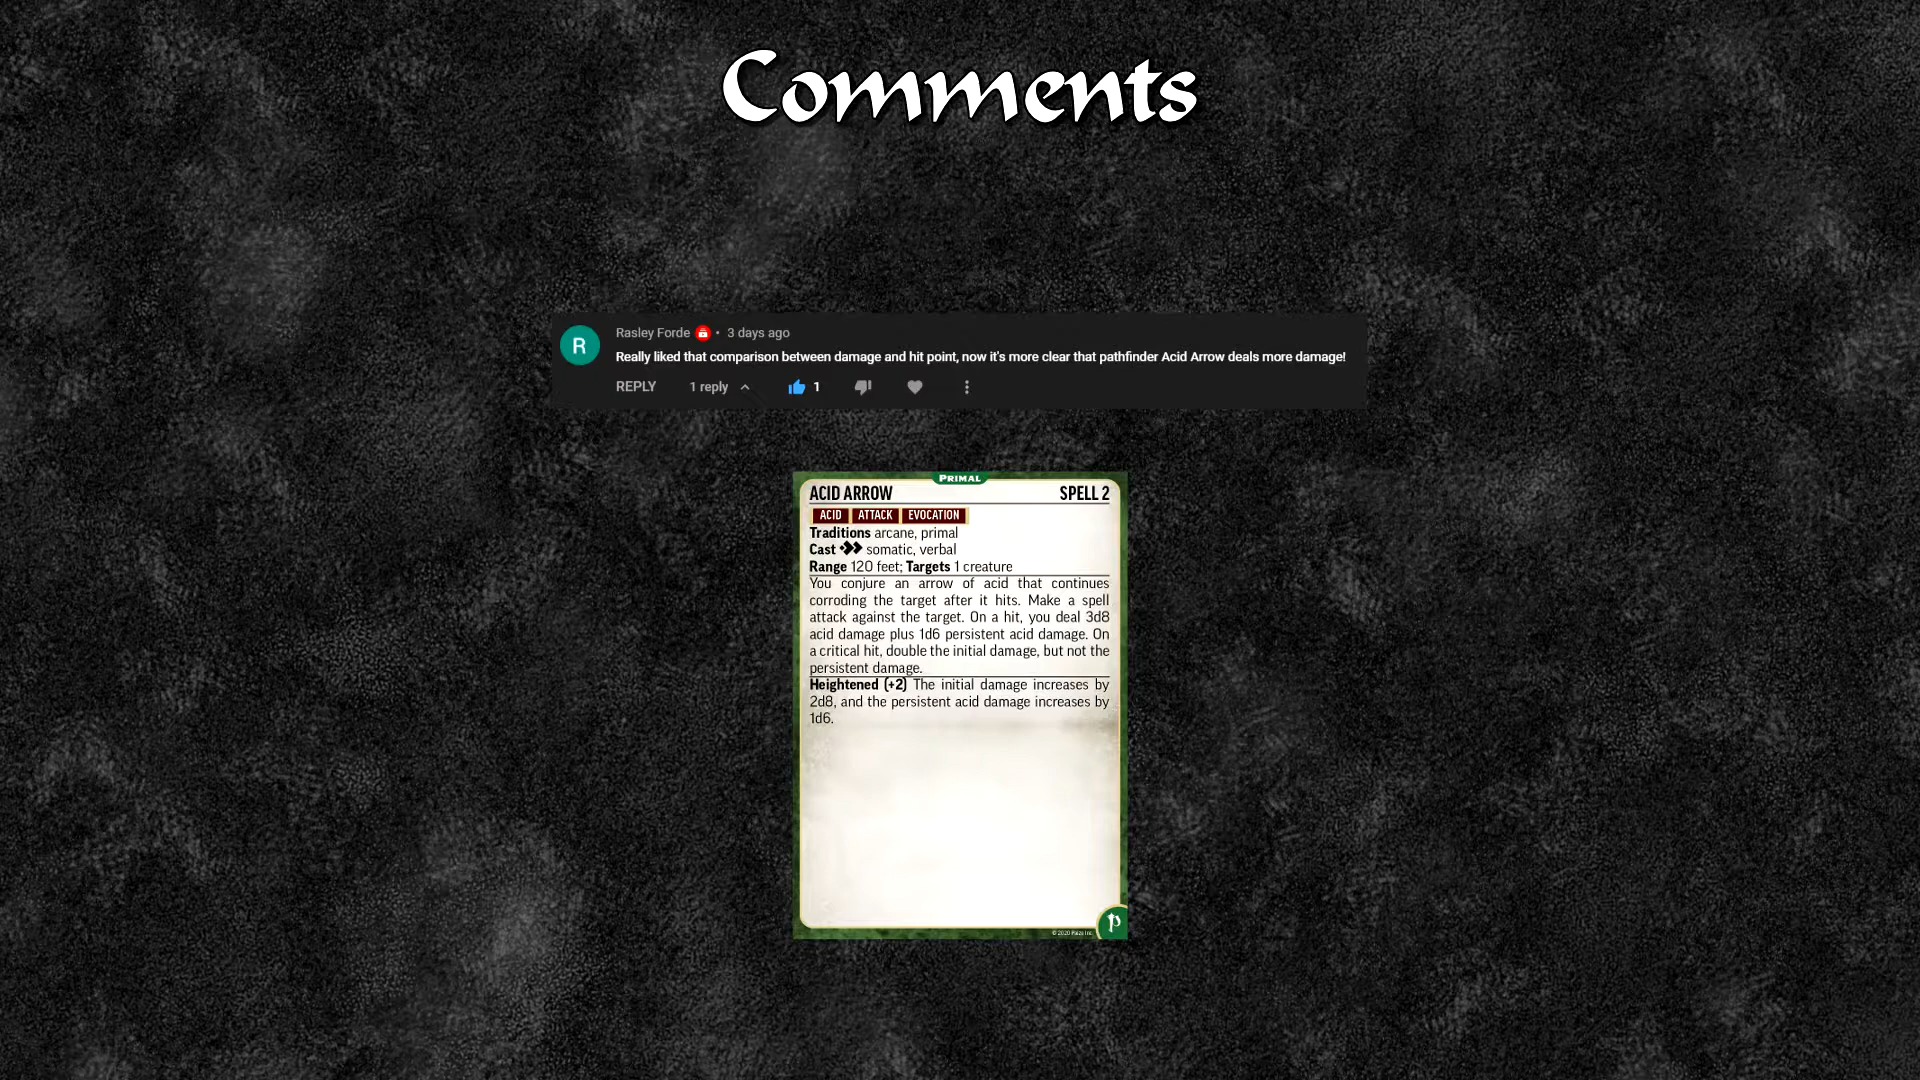 Comments
R
Rasley Forde • 3 days ago
Really liked that comparison between damage and hit point, now it's more clear that pathfinder Acid Arrow deals more damage!
REPLY 1 reply 1
PRIMAL
ACID ARROW SPELL 2
ACID ATTACK EVOCATION
Traditions arcane, primal
Cast somatic, verbal
Range 120 feet; Targets 1 creature
You conjure an arrow of acid that continues
corroding the target after it hits. Make a spell
attack against the target. On a hit, you deal 3d8
acid damage plus 1d6 persistent acid damage. On
a critical hit, double the initial damage, but not the
persistent damage.
Heightened (+2) The initial damage increases by
2d8, and the persistent acid damage increases by
1d6.
© 2020 Paizo Inc.
P